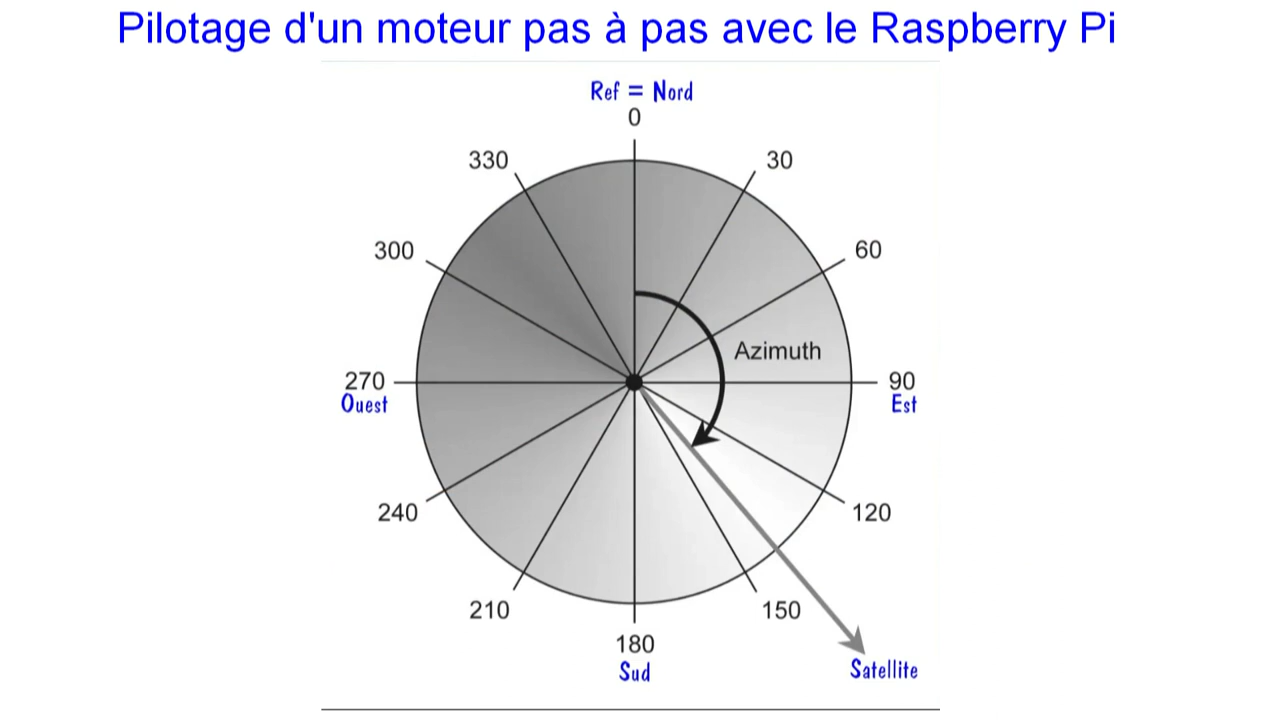 Pilotage d'un moteur pas à pas avec le Raspberry Pi
Ref = Nord
0
330
30
300
60
Azimuth
270
90
Ouest
Est
240
120
210
150
180
Sud
Satellite